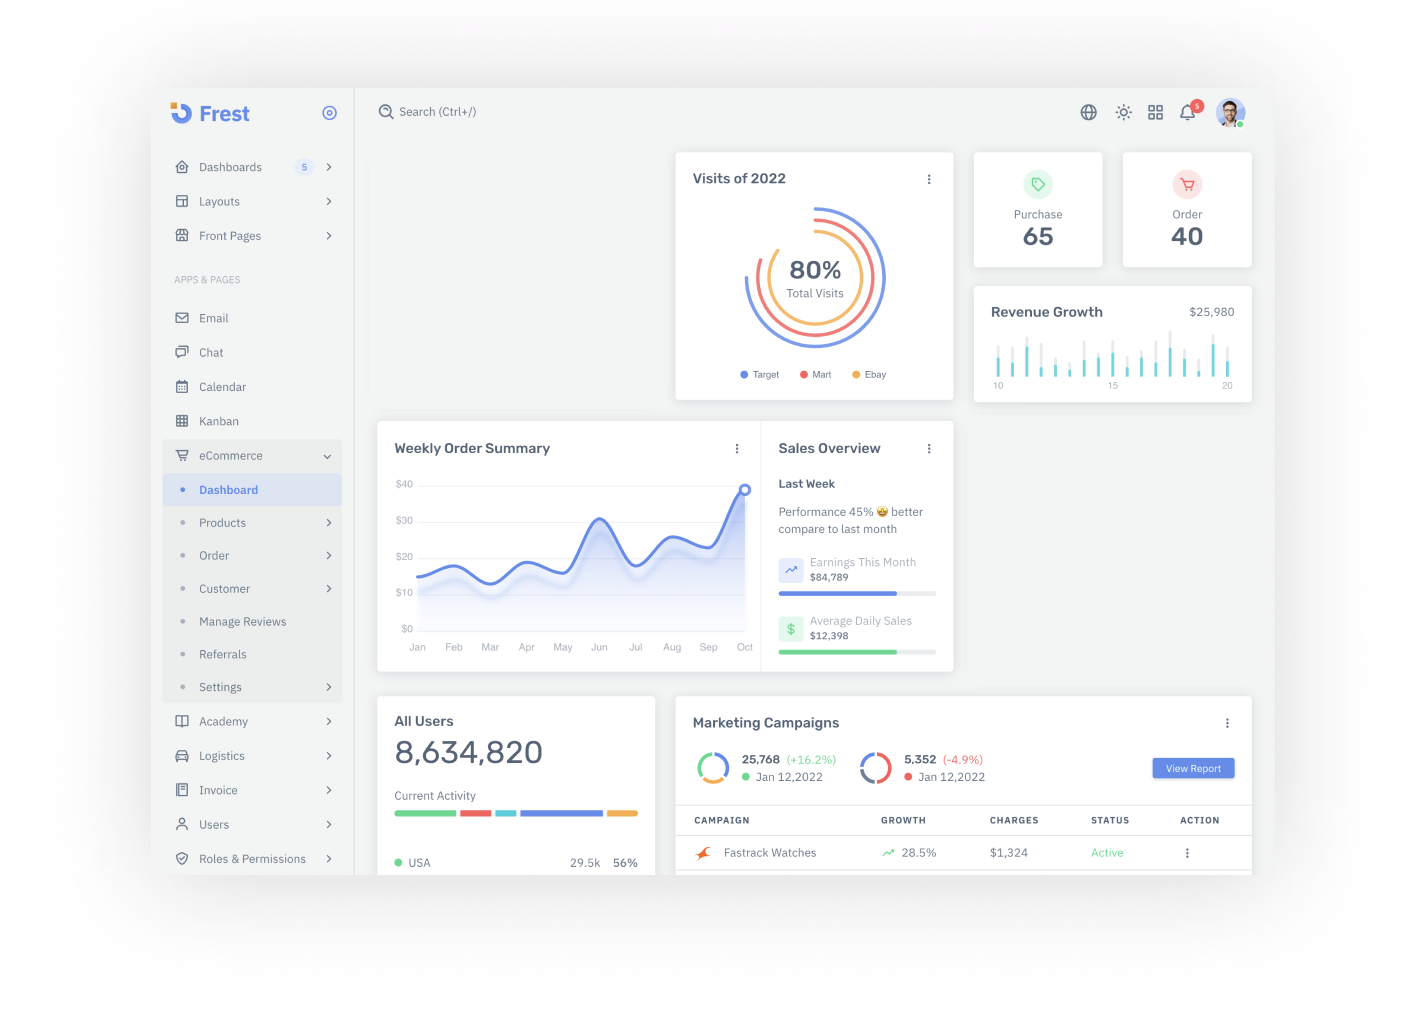 Frest
Search (Ctrl+/)
5
Dashboards 5
Layouts
Front Pages
APPS & PAGES
Email
Chat
Calendar
Kanban
eCommerce
Dashboard
Products
Order
Customer
Manage Reviews
Referrals
Settings
Academy
Logistics
Invoice
Users
Roles & Permissions
Visits of 2022
80%
Total Visits
Target Mart Ebay
Purchase
65
Order
40
Revenue Growth $25,980
10 15 20
Weekly Order Summary
$40
$30
$20
$10
$0
Jan Feb Mar Apr May Jun Jul Aug Sep Oct
Sales Overview
Last Week
Performance 45% 🤩 better
compare to last month
Earnings This Month
$84,789
Average Daily Sales
$12,398
All Users
8,634,820
Current Activity
USA 29.5k 56%
Marketing Campaigns
25,768 (+16.2%)
Jan 12,2022
5,352 (-4.9%)
Jan 12,2022
View Report
CAMPAIGN GROWTH CHARGES STATUS ACTION
Fastrack Watches 28.5% $1,324 Active